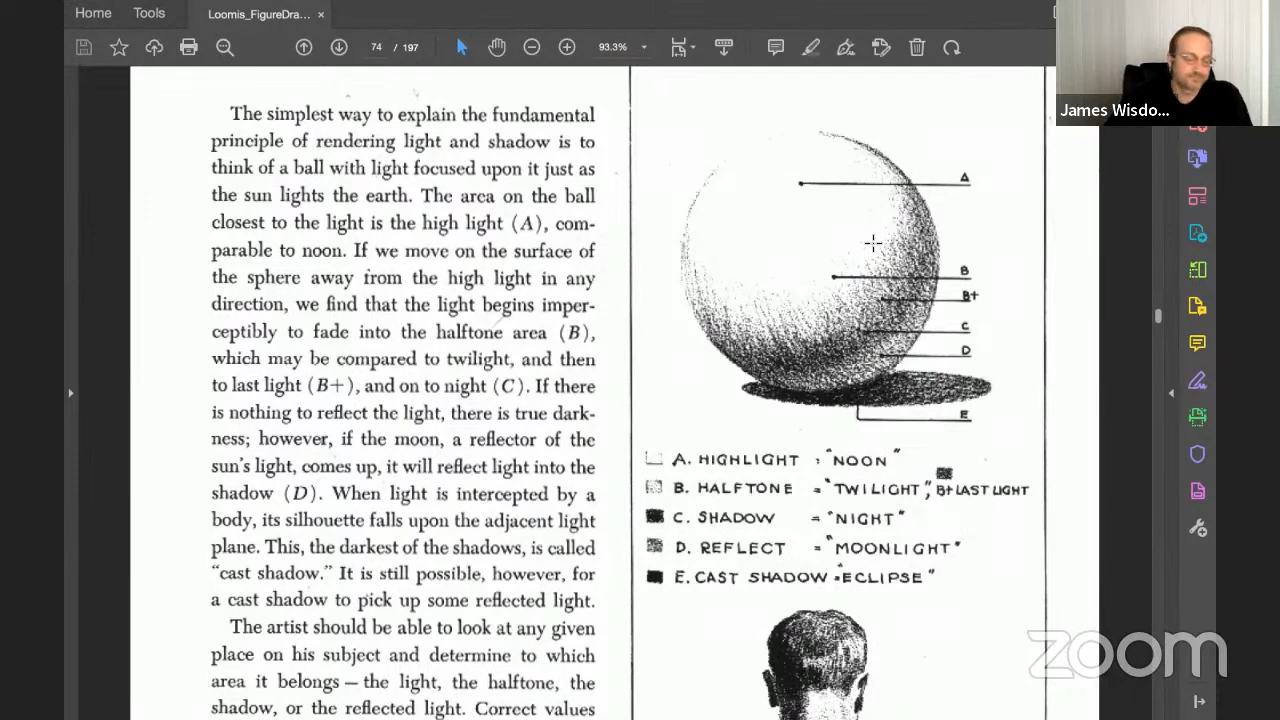 Home
Tools
Loomis_FigureDra...
×
74 / 197
93.3%
James Wisdo...
The simplest way to explain the fundamental
principle of rendering light and shadow is to
think of a ball with light focused upon it just as
the sun lights the earth. The area on the ball
closest to the light is the high light (A), com-
parable to noon. If we move on the surface of
the sphere away from the high light in any
direction, we find that the light begins imper-
ceptibly to fade into the halftone area (B),
which may be compared to twilight, and then
to last light (B+), and on to night (C). If there
is nothing to reflect the light, there is true dark-
ness; however, if the moon, a reflector of the
sun's light, comes up, it will reflect light into the
shadow (D). When light is intercepted by a
body, its silhouette falls upon the adjacent light
plane. This, the darkest of the shadows, is called
"cast shadow." It is still possible, however, for
a cast shadow to pick up some reflected light.
The artist should be able to look at any given
place on his subject and determine to which
area it belongs – the light, the halftone, the
shadow, or the reflected light. Correct values
A
B
B+
C
D
E
A. HIGHLIGHT : "NOON"
B. HALFTONE = "TWILIGHT", B+ LAST LIGHT
C. SHADOW = "NIGHT"
D. REFLECT = "MOONLIGHT"
E. CAST SHADOW = "ECLIPSE"
zoom